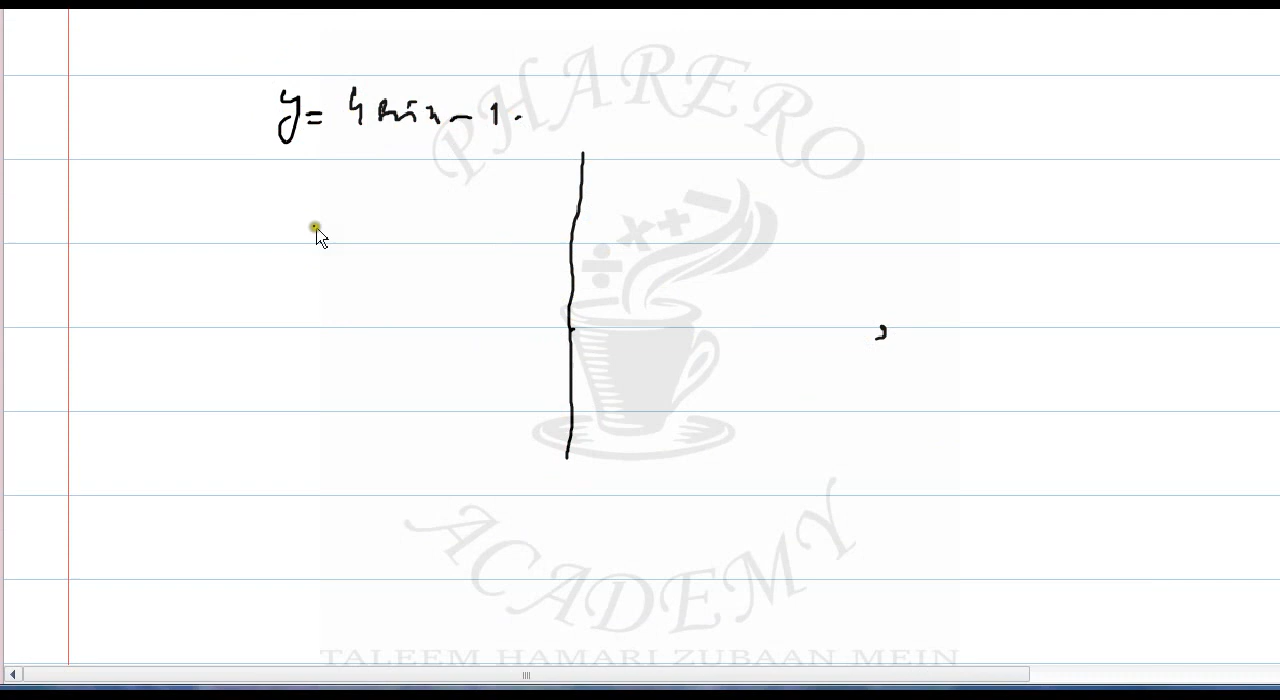 y = 4 sin x - 1 .
PHARERO
ACADEMY
TALEEM HAMARI ZUBAAN MEIN